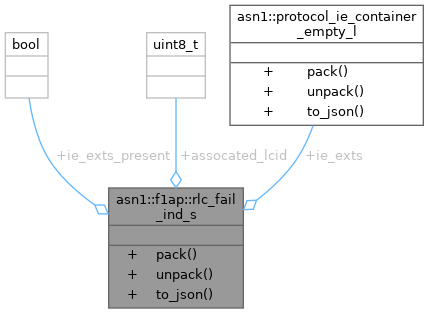 bool
uint8_t
asn1::protocol_ie_container
_empty_l
+ pack()
+ unpack()
+ to_json()
+ie_exts_present
+assocated_lcid
+ie_exts
asn1::f1ap::rlc_fail
_ind_s
+ pack()
+ unpack()
+ to_json()